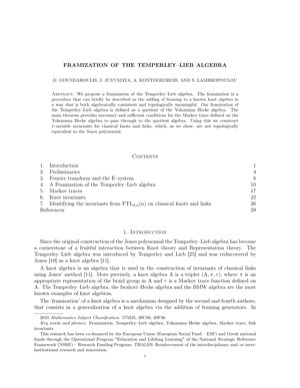 FRAMIZATION OF THE TEMPERLEY–LIEB ALGEBRA
D. GOUNDAROULIS, J. JUYUMAYA, A. KONTOGEORGIS, AND S. LAMBROPOULOU
Abstract. We propose a framization of the Temperley–Lieb algebra. The framization is a
procedure that can briefly be described as the adding of framing to a known knot algebra in
a way that is both algebraically consistent and topologically meaningful. Our framization of
the Temperley–Lieb algebra is defined as a quotient of the Yokonuma–Hecke algebra. The
main theorem provides necessary and sufficient conditions for the Markov trace defined on the
Yokonuma–Hecke algebra to pass through to the quotient algebra. Using this we construct
1-variable invariants for classical knots and links, which, as we show, are not topologically
equivalent to the Jones polynomial.
Contents
1. Introduction 1
2. Preliminaries 4
3. Fourier transform and the E–system 8
4. A Framization of the Temperley–Lieb algebra 10
5. Markov traces 17
6. Knot invariants 22
7. Identifying the invariants from FTL on classical knots and links 26
References 29
1. Introduction
Since the original construction of the Jones polynomial the Temperley–Lieb algebra has become
a cornerstone of a fruitful interaction between Knot theory and Representation theory. The
Temperley–Lieb algebra was introduced by Temperley and Lieb [25] and was rediscovered by
Jones [10] as a knot algebra [11].
A knot algebra is an algebra that is used in the construction of invariants of classical links
using Jones' method [11]. More precisely, a knot algebra A is a triplet (A, π, τ), where π is an
appropriate representation of the braid group in A and τ is a Markov trace function defined on
A. The Temperley–Lieb algebra, the Iwahori–Hecke algebra and the BMW algebra are the most
known examples of knot algebras.
The 'framization' of a knot algebra is a mechanism designed by the second and fourth authors,
that consists in a generalization of a knot algebra via the addition of framing generators. In
2010 Mathematics Subject Classification. 57M25, 20C08, 20F36.
Key words and phrases. Framization, Temperley–Lieb algebra, Yokonuma–Hecke algebra, Markov trace, link
invariants.
This research has been co-financed by the European Union (European Social Fund - ESF) and Greek national
funds through the Operational Program "Education and Lifelong Learning" of the National Strategic Reference
Framework (NSRF) - Research Funding Program: THALES: Reinforcement of the interdisciplinary and/or inter-
institutional research and innovation.
1